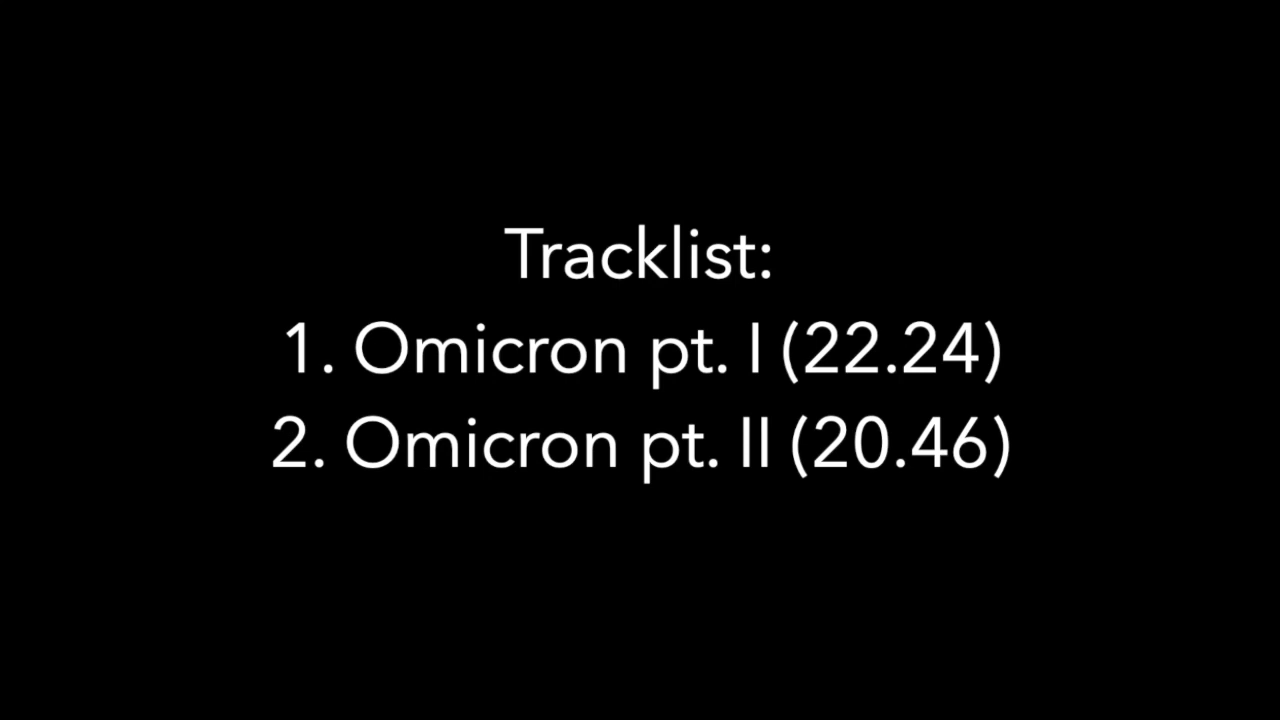 Tracklist:
1. Omicron pt. I (22.24)
2. Omicron pt. II (20.46)